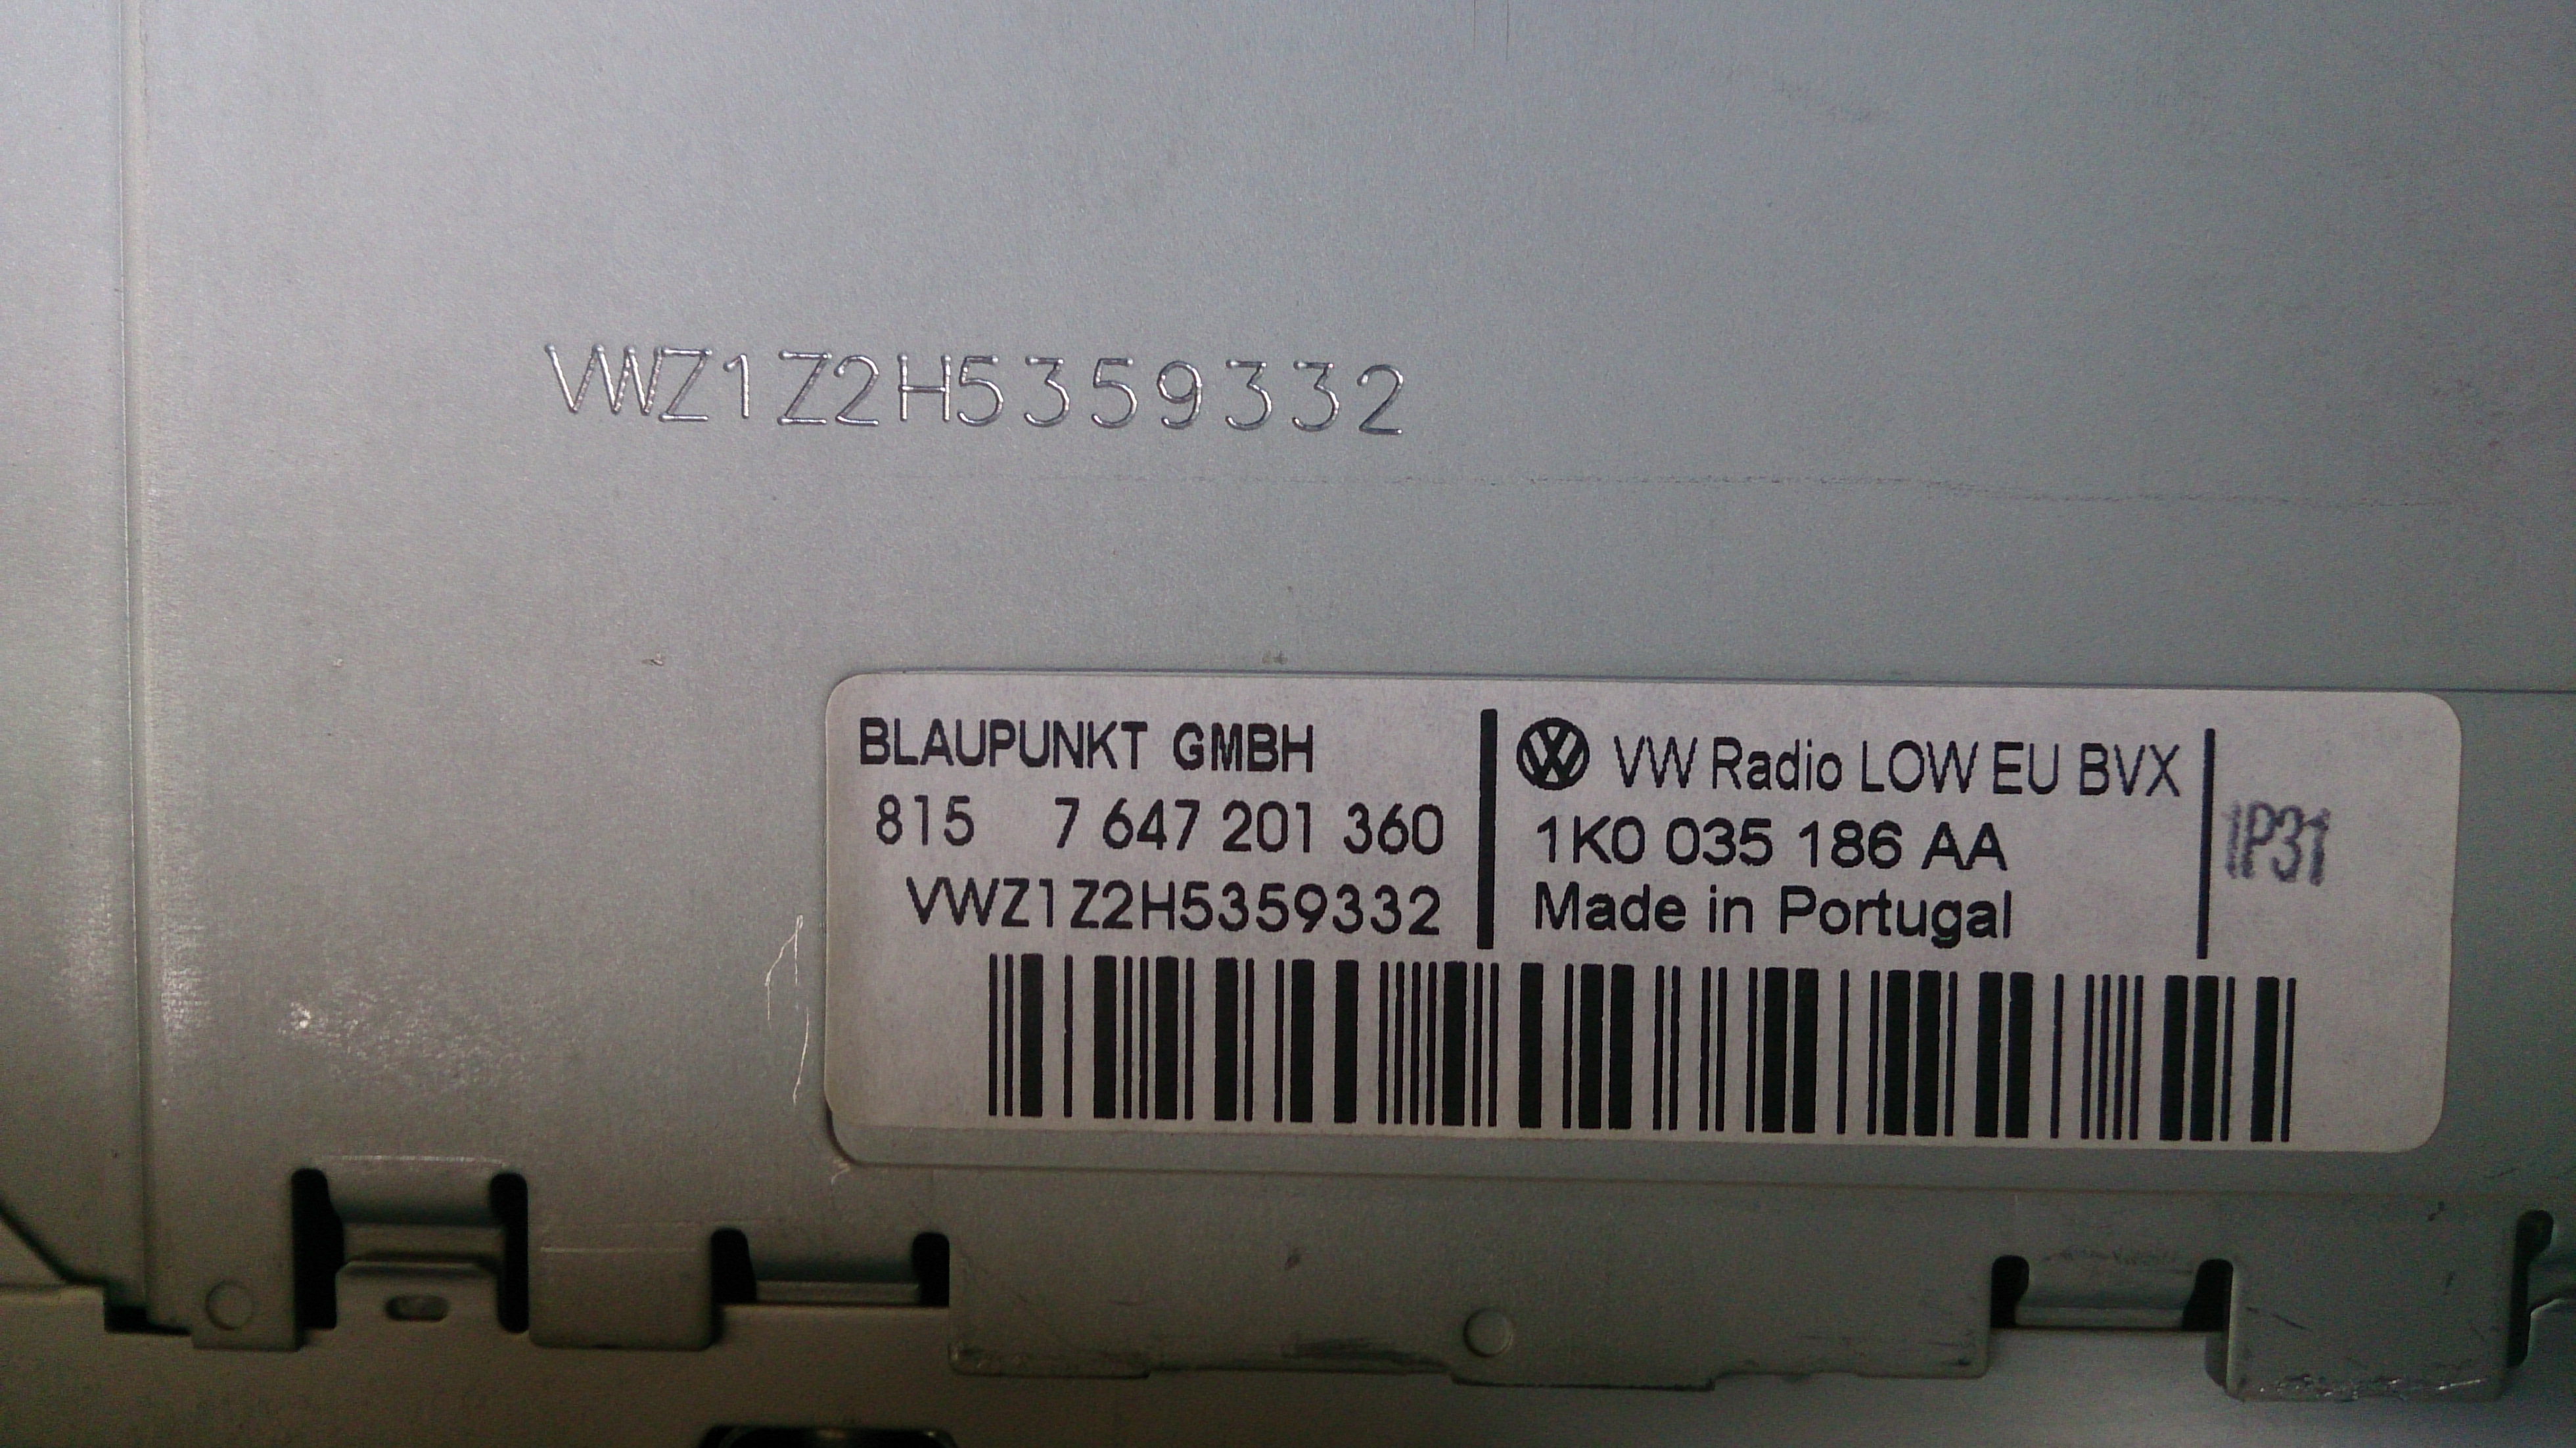 VWZ1Z2H5359332
BLAUPUNKT GMBH
815 7 647 201 360
VWZ1Z2H5359332
VW Radio LOW EU BVX
1K0 035 186 AA
Made in Portugal
1P31